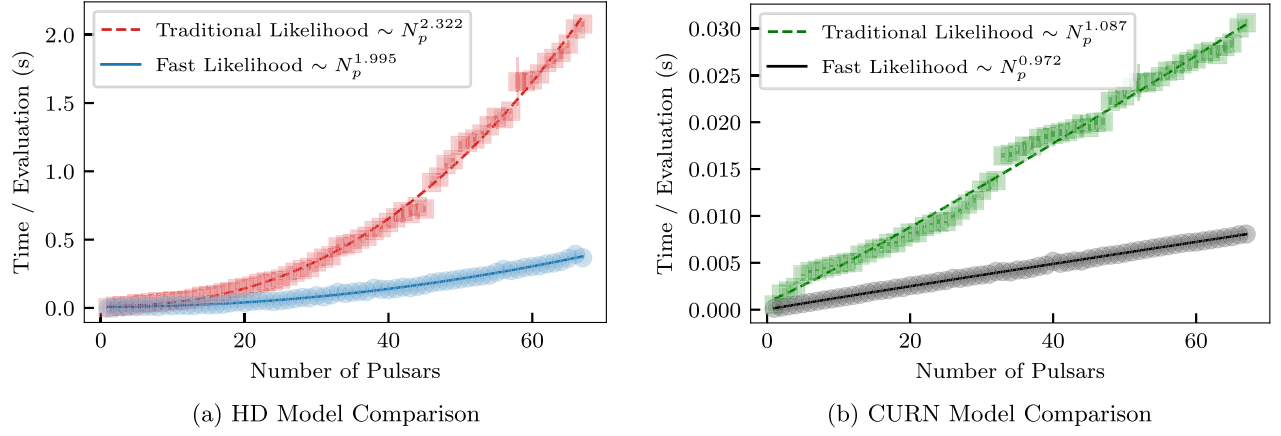 Time / Evaluation (s)
2.0
1.5
1.0
0.5
0.0
Traditional Likelihood ∼ N_p^{2.322}
Fast Likelihood ∼ N_p^{1.995}
0 20 40 60
Number of Pulsars
(a) HD Model Comparison
Time / Evaluation (s)
0.030
0.025
0.020
0.015
0.010
0.005
0.000
Traditional Likelihood ∼ N_p^{1.087}
Fast Likelihood ∼ N_p^{0.972}
0 20 40 60
Number of Pulsars
(b) CURN Model Comparison